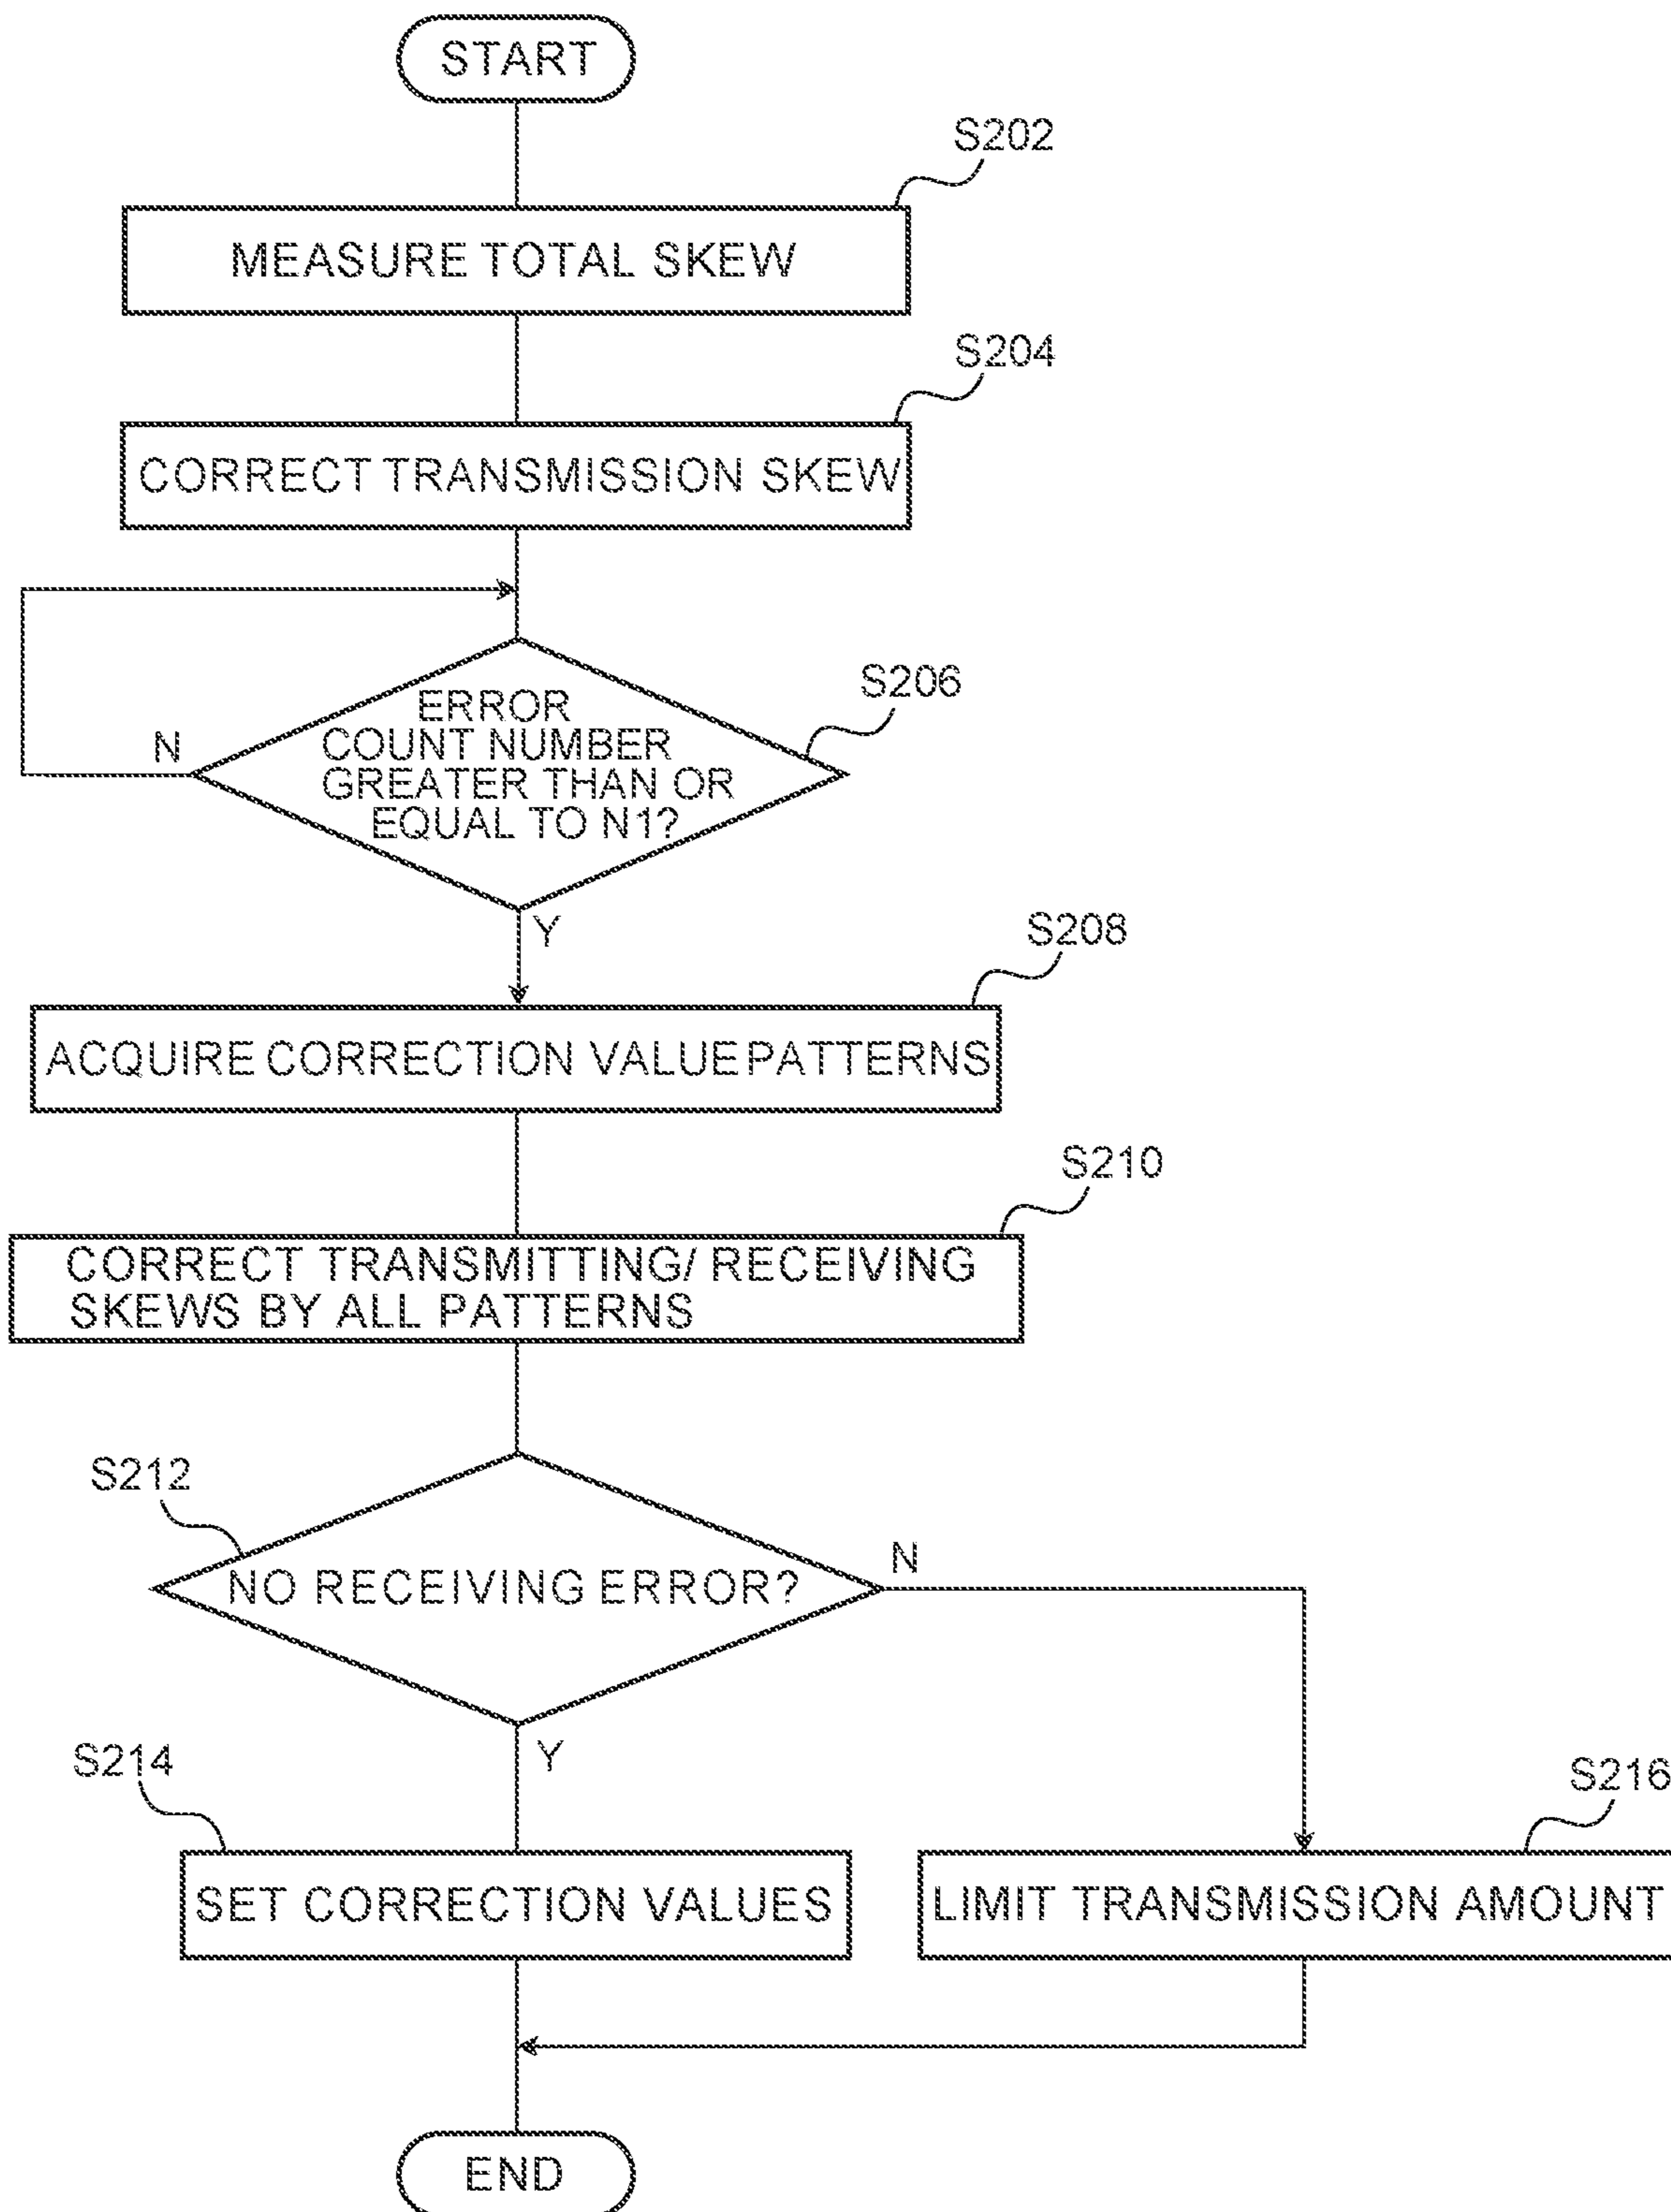 START
S202
MEASURE TOTAL SKEW
S204
CORRECT TRANSMISSION SKEW
S206
ERROR
COUNT NUMBER
GREATER THAN OR
EQUAL TO N1?
N
Y
S208
ACQUIRE CORRECTION VALUE PATTERNS
S210
CORRECT TRANSMITTING/ RECEIVING
SKEWS BY ALL PATTERNS
S212
NO RECEIVING ERROR?
N
Y
S214
SET CORRECTION VALUES
S216
LIMIT TRANSMISSION AMOUNT
END